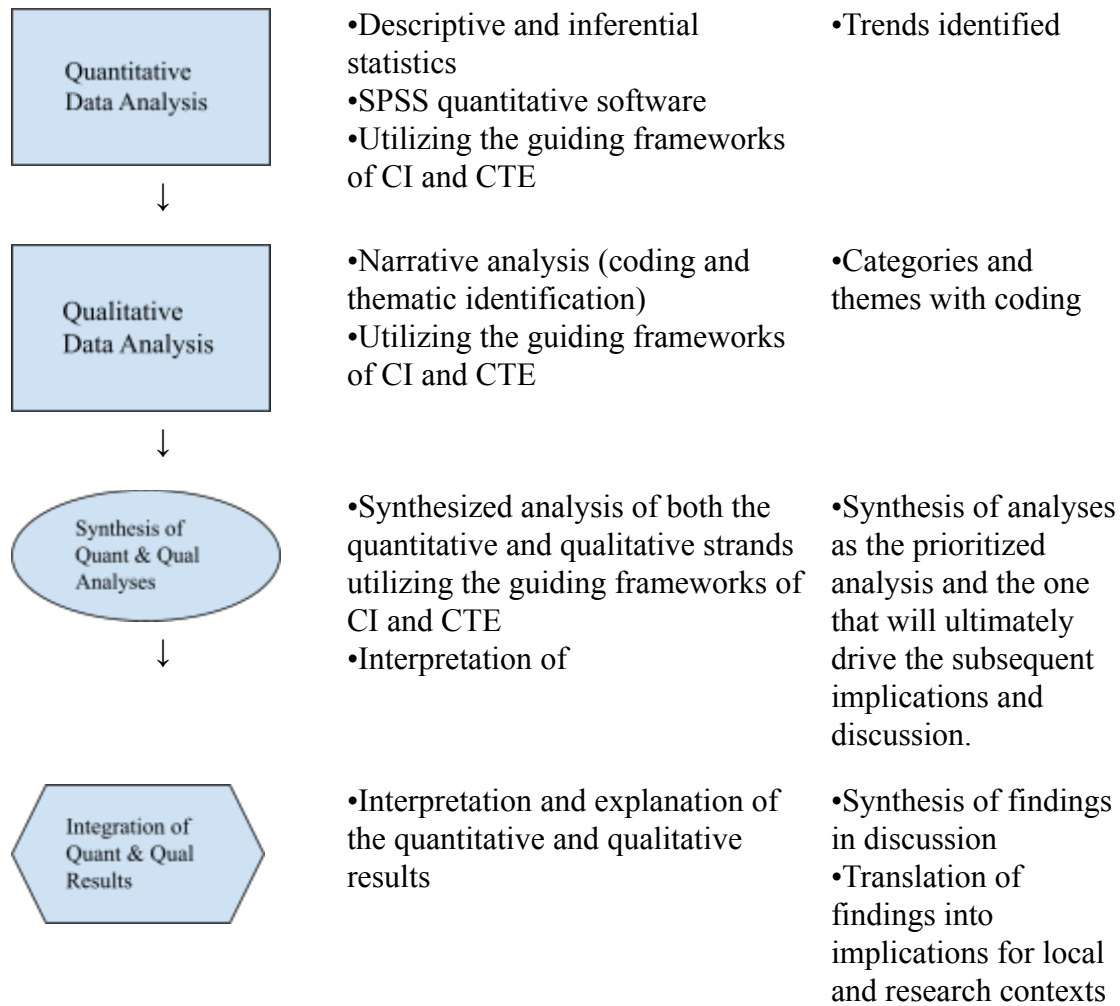 Quantitative
Data Analysis
•Descriptive and inferential
statistics
•SPSS quantitative software
•Utilizing the guiding frameworks
of CI and CTE
•Trends identified
↓
Qualitative
Data Analysis
•Narrative analysis (coding and
thematic identification)
•Utilizing the guiding frameworks
of CI and CTE
•Categories and
themes with coding
↓
Synthesis of
Quant & Qual
Analyses
•Synthesized analysis of both the
quantitative and qualitative strands
utilizing the guiding frameworks of
CI and CTE
•Interpretation of
•Synthesis of analyses
as the prioritized
analysis and the one
that will ultimately
drive the subsequent
implications and
discussion.
↓
Integration of
Quant & Qual
Results
•Interpretation and explanation of
the quantitative and qualitative
results
•Synthesis of findings
in discussion
•Translation of
findings into
implications for local
and research contexts